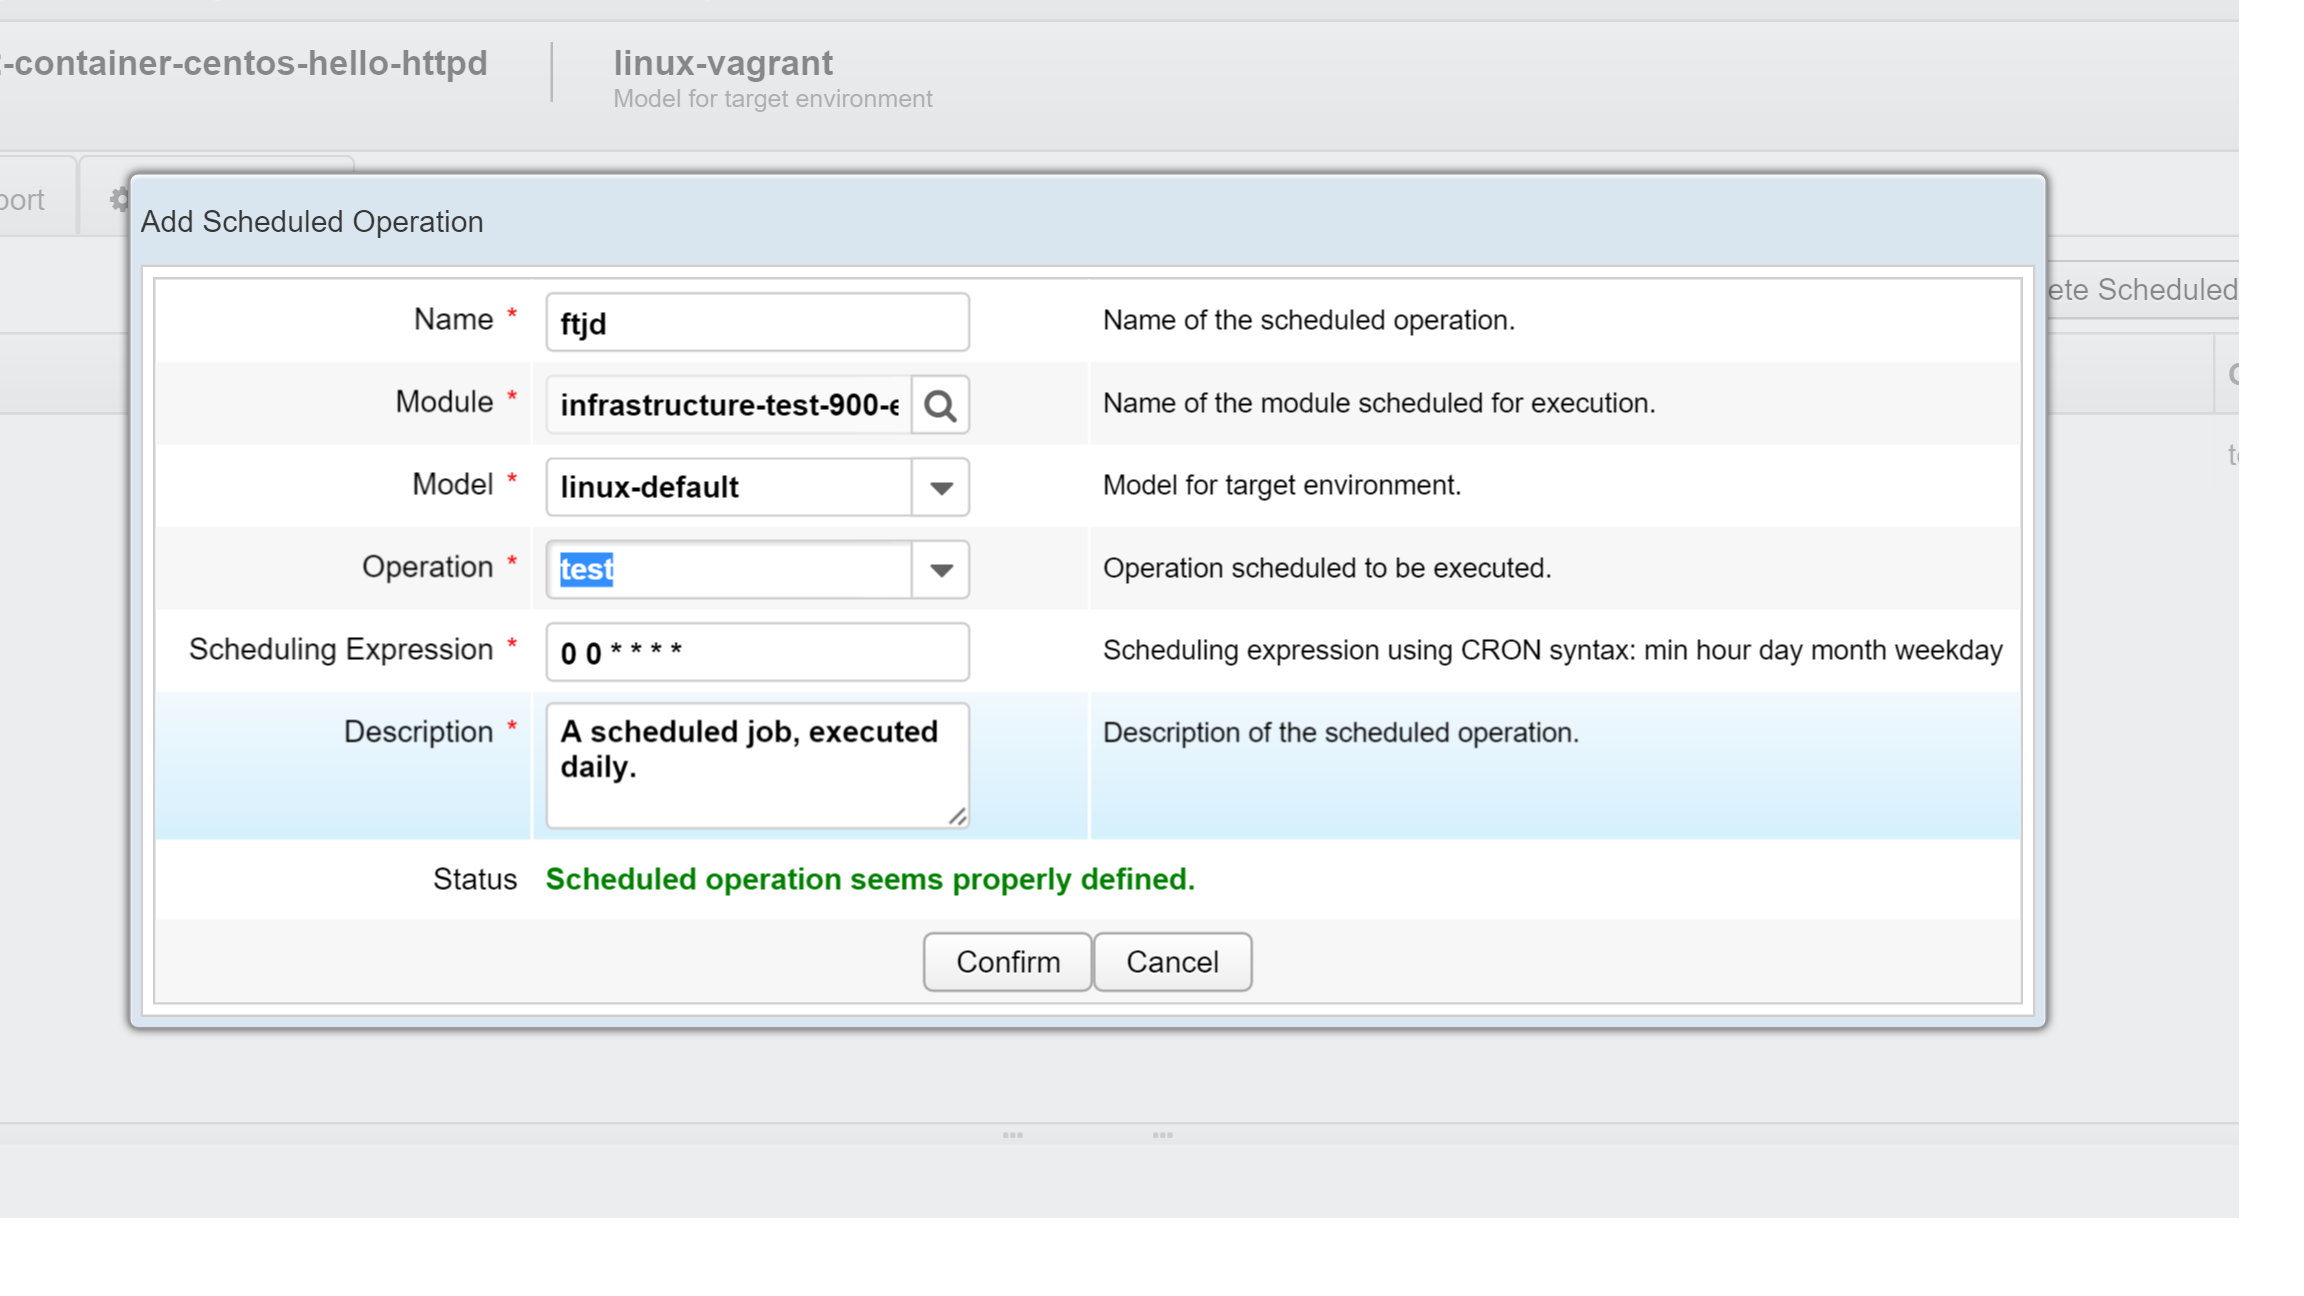 -container-centos-hello-httpd
linux-vagrant
Model for target environment
port
Add Scheduled Operation
ete Scheduled
Name *
ftjd
Name of the scheduled operation.
Module *
infrastructure-test-900-e
Name of the module scheduled for execution.
Model *
linux-default
Model for target environment.
Operation *
test
Operation scheduled to be executed.
Scheduling Expression *
0 0 * * * *
Scheduling expression using CRON syntax: min hour day month weekday
Description *
A scheduled job, executed
daily.
Description of the scheduled operation.
Status
Scheduled operation seems properly defined.
Confirm
Cancel